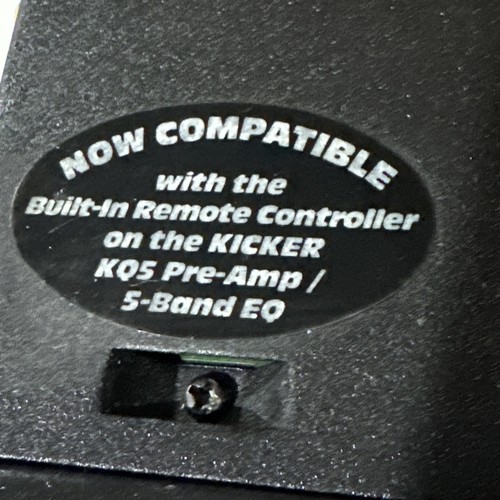 NOW COMPATIBLE
with the
Built-In Remote Controller
on the KICKER
KQ5 Pre-Amp /
5-Band EQ